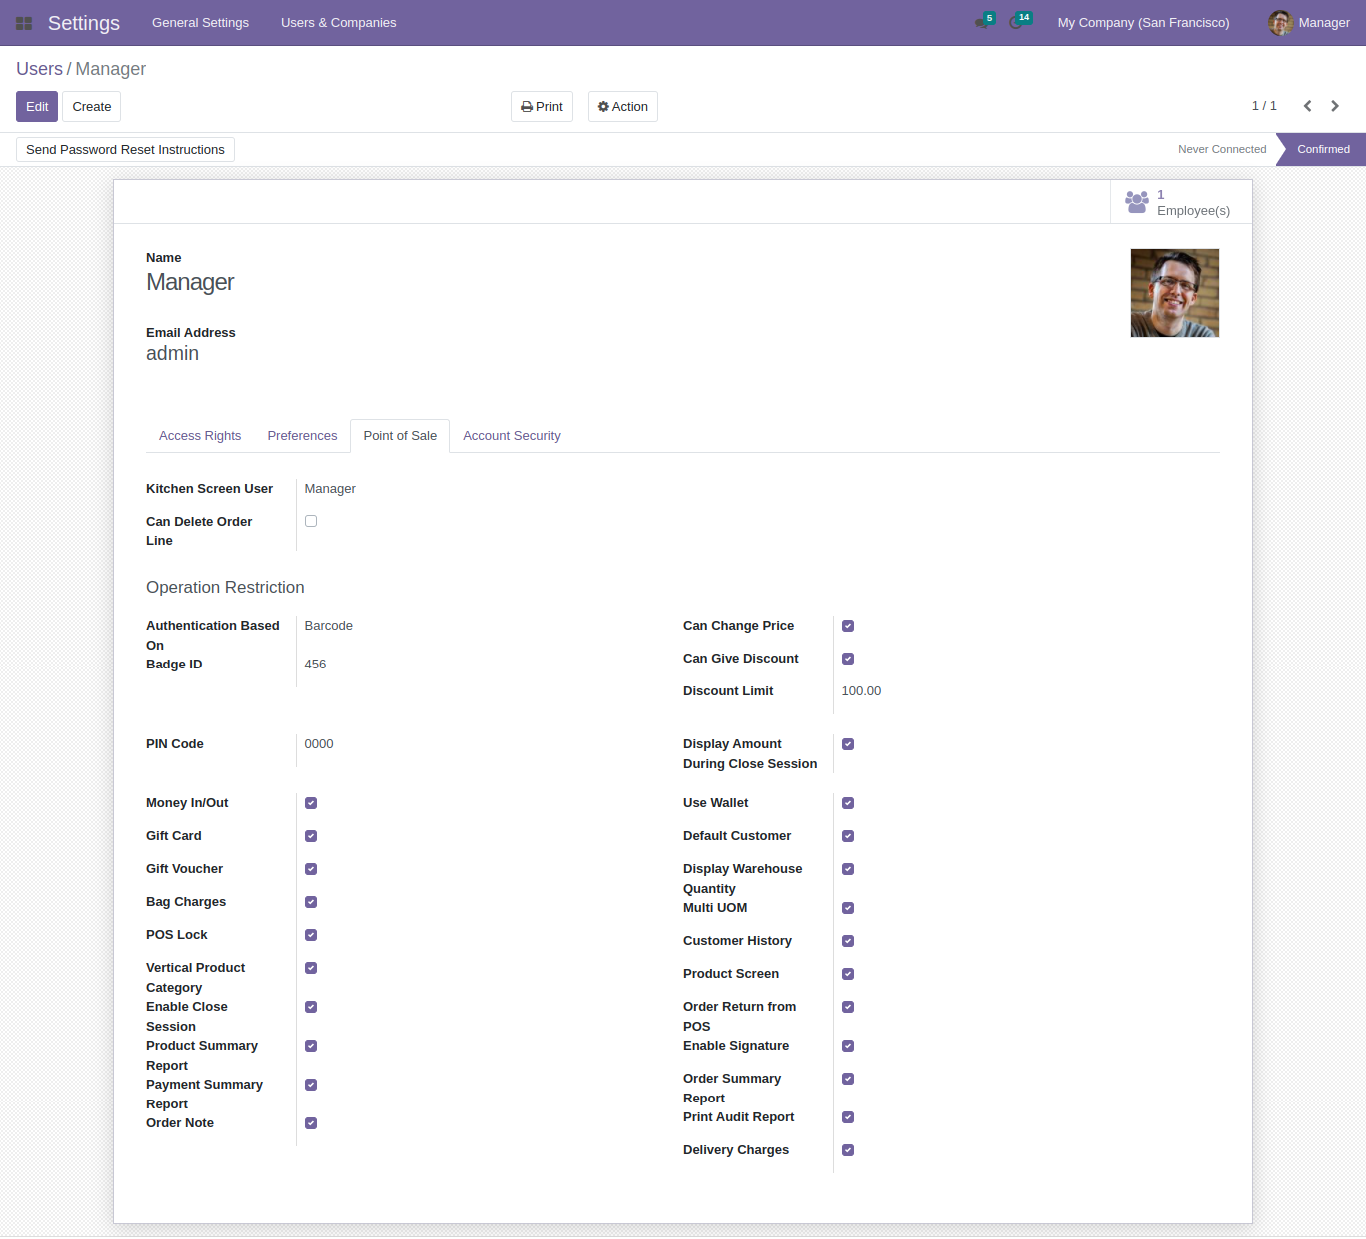 Settings General Settings Users & Companies 5 14 My Company (San Francisco) Manager
Users / Manager
Edit Create Print Action 1 / 1
Send Password Reset Instructions Never Connected Confirmed
1
Employee(s)
Name
Manager
Email Address
admin
Access Rights Preferences Point of Sale Account Security
Kitchen Screen User Manager
Can Delete Order
Line
Operation Restriction
Authentication Based Barcode
On
Badge ID 456
Can Change Price
Can Give Discount
Discount Limit 100.00
PIN Code 0000
Display Amount
During Close Session
Money In/Out
Gift Card
Gift Voucher
Bag Charges
POS Lock
Vertical Product
Category
Enable Close
Session
Product Summary
Report
Payment Summary
Report
Order Note
Use Wallet
Default Customer
Display Warehouse
Quantity
Multi UOM
Customer History
Product Screen
Order Return from
POS
Enable Signature
Order Summary
Report
Print Audit Report
Delivery Charges